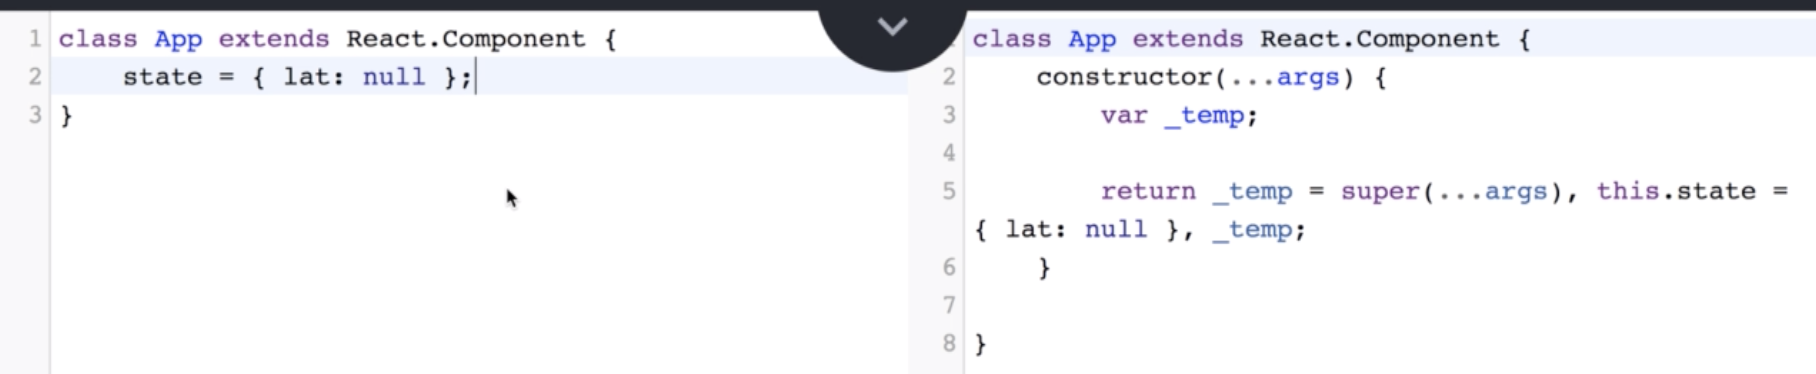 1 class App extends React.Component {
2     state = { lat: null };
3 }
class App extends React.Component {
2     constructor(...args) {
3         var _temp;
4
5         return _temp = super(...args), this.state =
{ lat: null }, _temp;
6     }
7
8 }